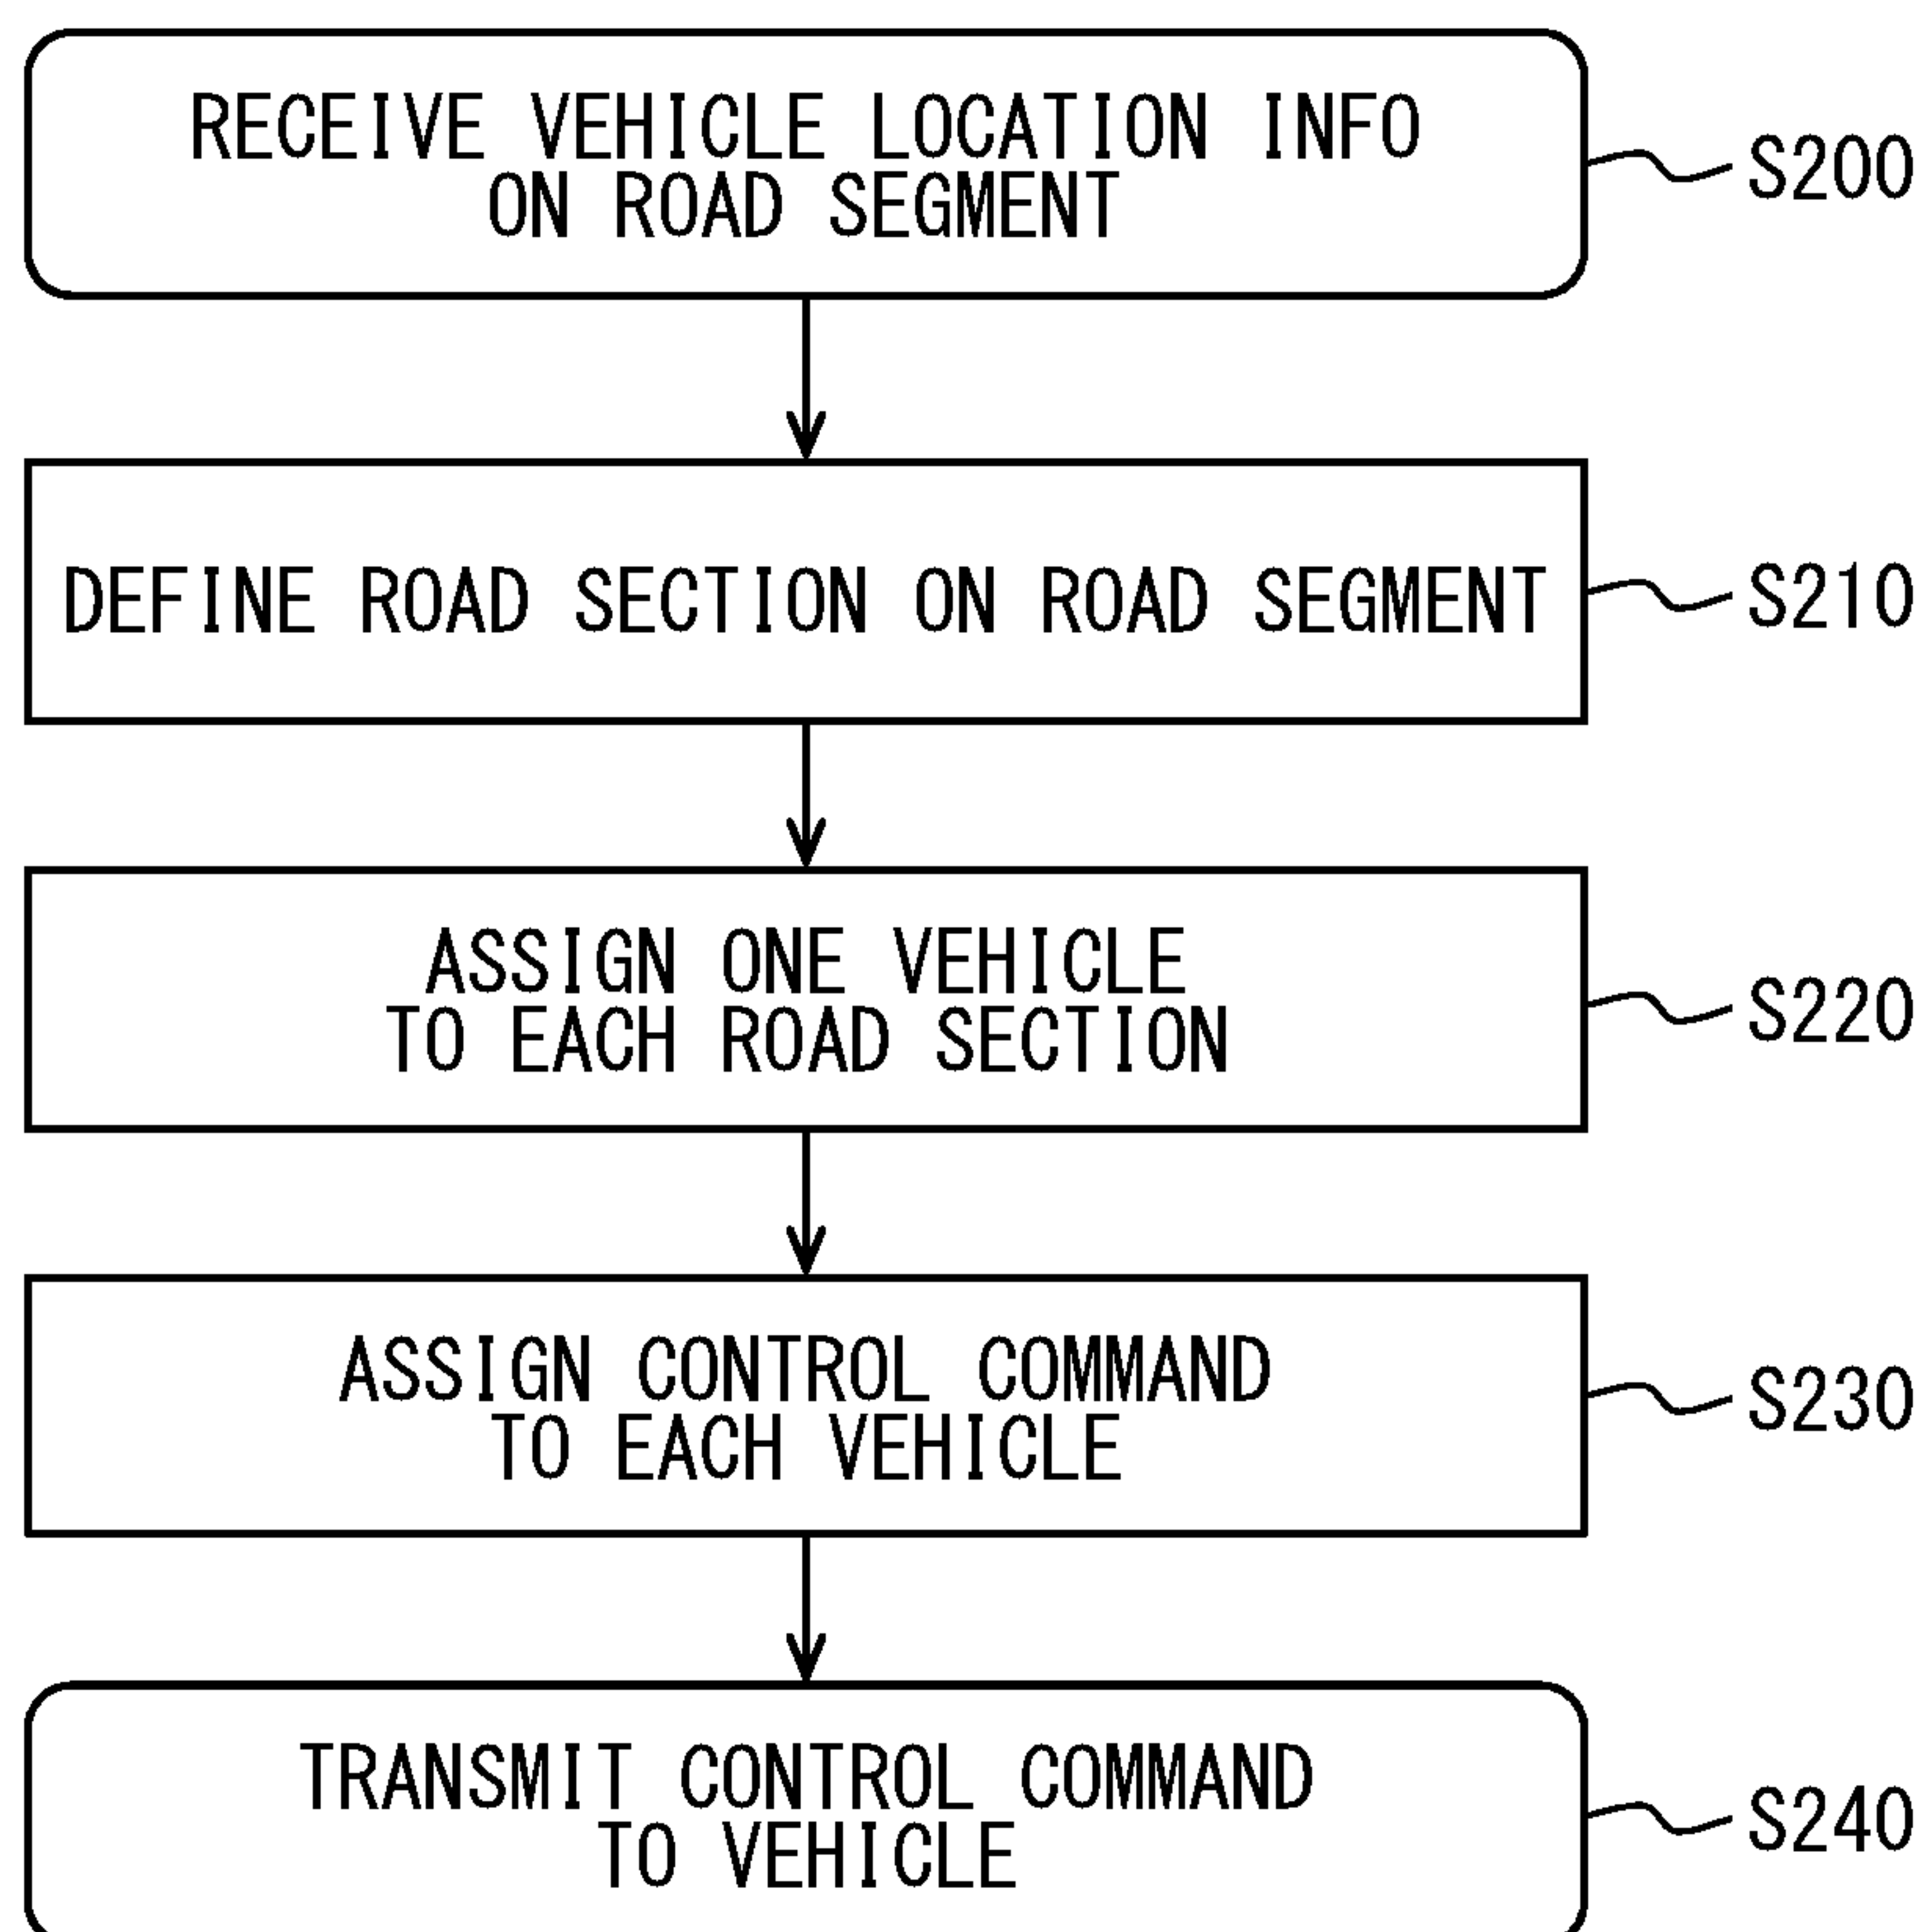 RECEIVE VEHICLE LOCATION INFO
ON ROAD SEGMENT
S200
DEFINE ROAD SECTION ON ROAD SEGMENT
S210
ASSIGN ONE VEHICLE
TO EACH ROAD SECTION
S220
ASSIGN CONTROL COMMAND
TO EACH VEHICLE
S230
TRANSMIT CONTROL COMMAND
TO VEHICLE
S240